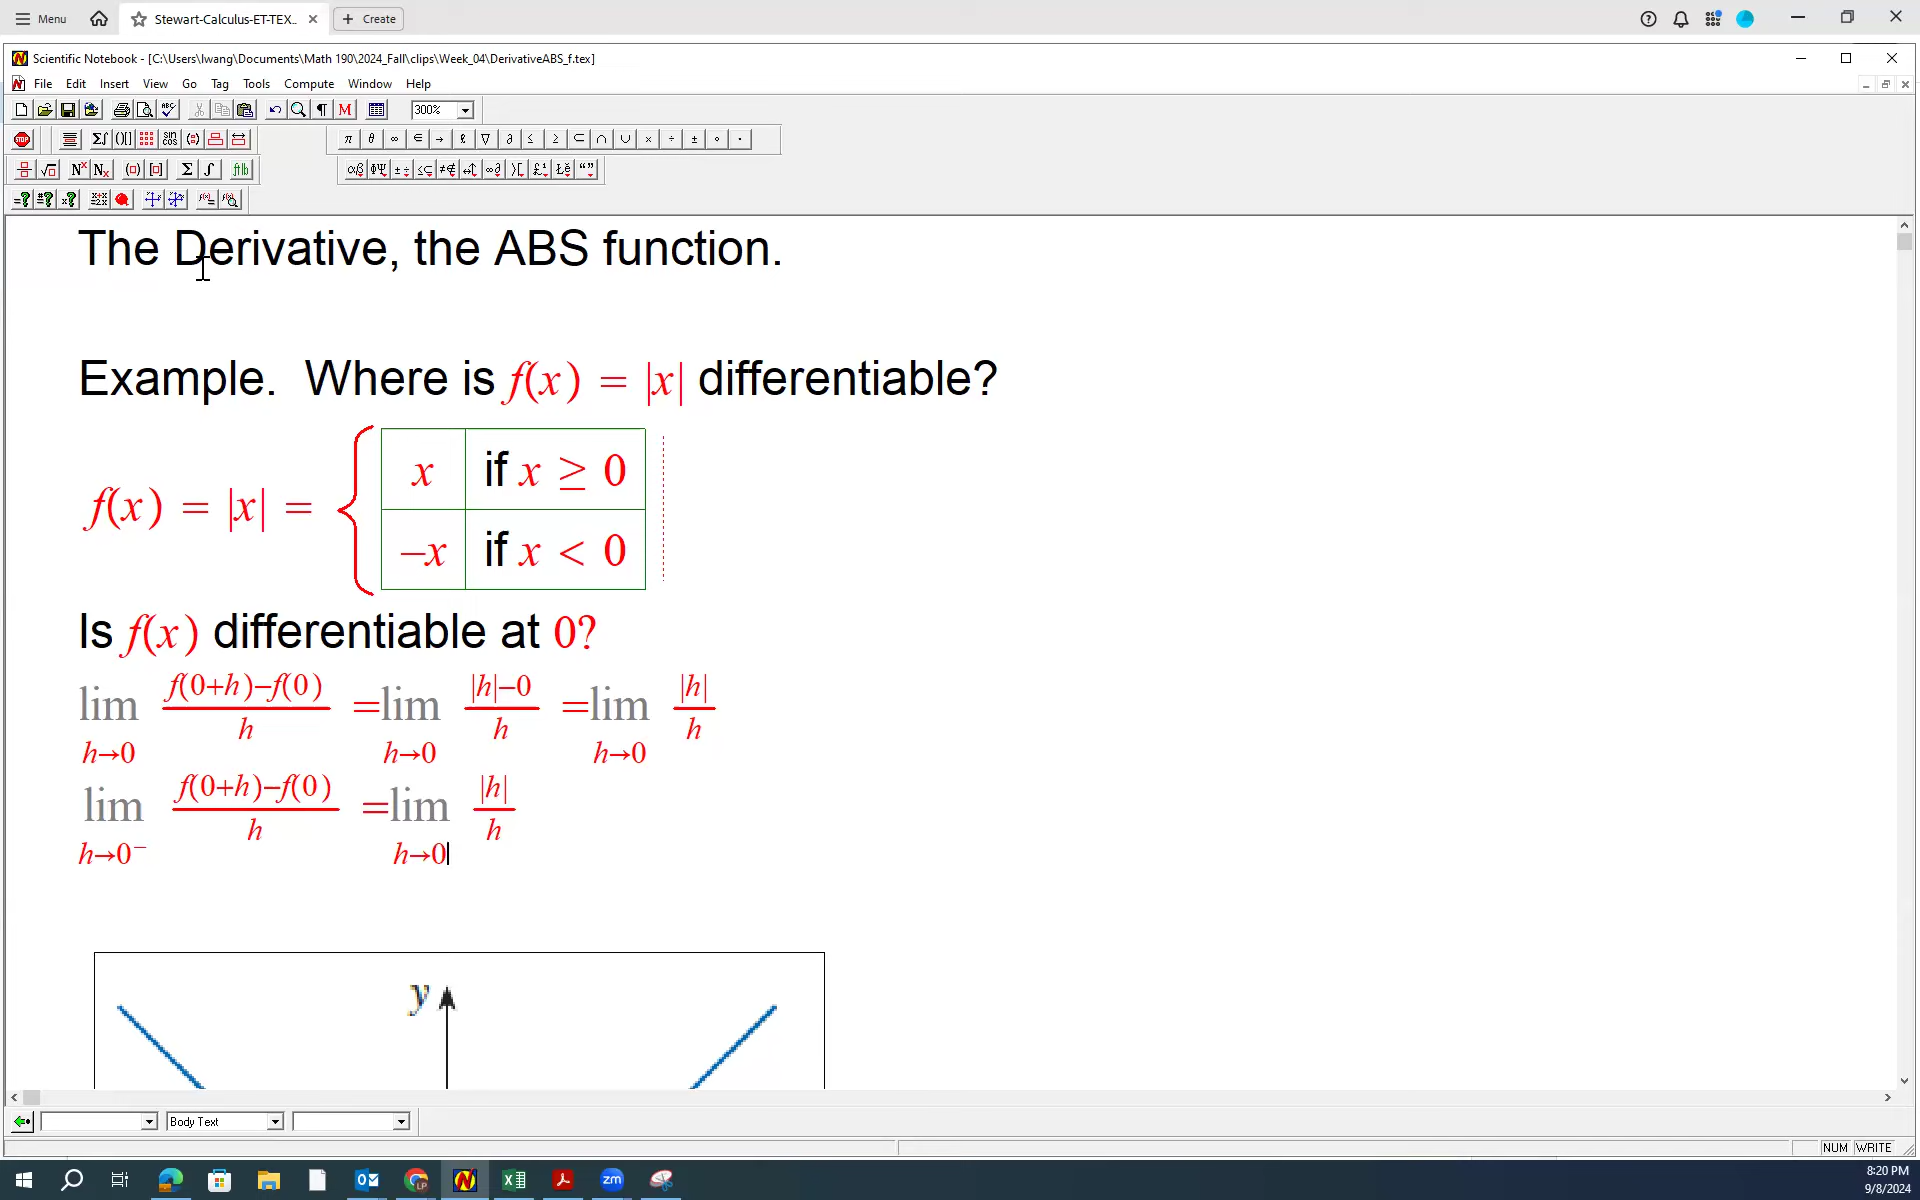 Menu Stewart-Calculus-ET-TEX... Create
Scientific Notebook - [C:\Users\lwang\Documents\Math 190\2024_Fall\clips\Week_04\DerivativeABS_f.tex]
File Edit Insert View Go Tag Tools Compute Window Help
300%
The Derivative, the ABS function.
Example. Where is f(x) = |x| differentiable?
f(x) = |x| = { x if x ≥ 0
-x if x < 0
Is f(x) differentiable at 0?
lim h→0 (f(0+h)−f(0))/h = lim h→0 (|h|−0)/h = lim h→0 |h|/h
lim h→0⁻ (f(0+h)−f(0))/h = lim h→0 |h|/h
y
Body Text
NUM WRITE
8:20 PM
9/8/2024